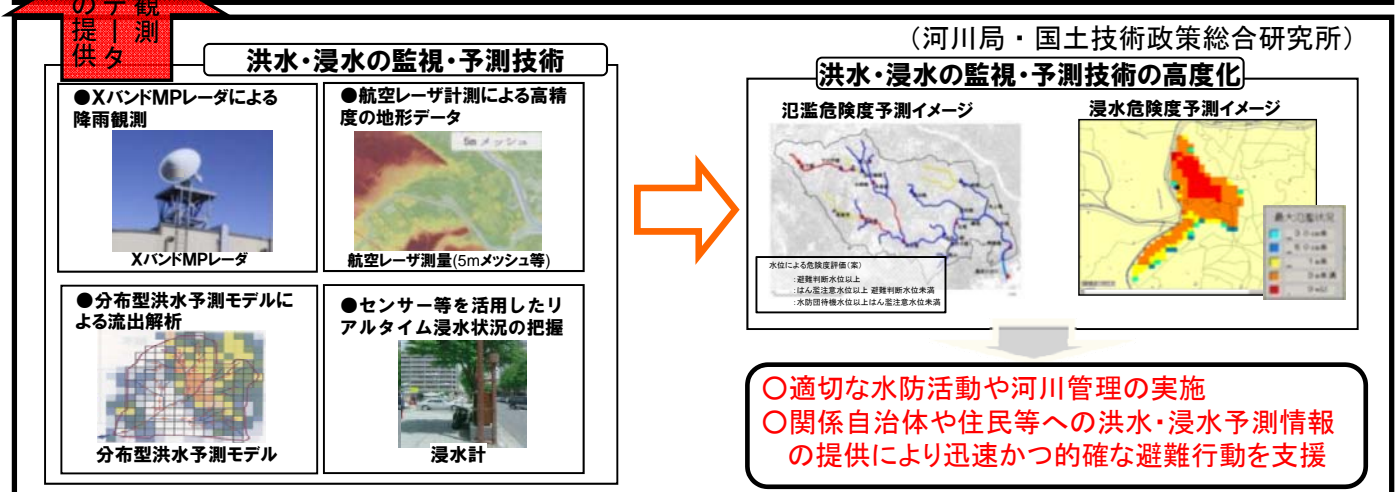 観測
データ
の提供
(河川局・国土技術政策総合研究所)
洪水・浸水の監視・予測技術
●XバンドMPレーダによる
降雨観測
XバンドMPレーダ
●航空レーザ計測による高精
度の地形データ
5m メッシュ
航空レーザ測量(5mメッシュ等)
●分布型洪水予測モデルに
よる流出解析
分布型洪水予測モデル
●センサー等を活用したリ
アルタイム浸水状況の把握
浸水計
洪水・浸水の監視・予測技術の高度化
氾濫危険度予測イメージ
水位による危険度評価(案)
:避難判断水位以上
:はん濫注意水位以上 避難判断水位未満
:水防団待機水位以上はん濫注意水位未満
浸水危険度予測イメージ
最大氾濫状況
○適切な水防活動や河川管理の実施
○関係自治体や住民等への洪水・浸水予測情報
の提供により迅速かつ的確な避難行動を支援